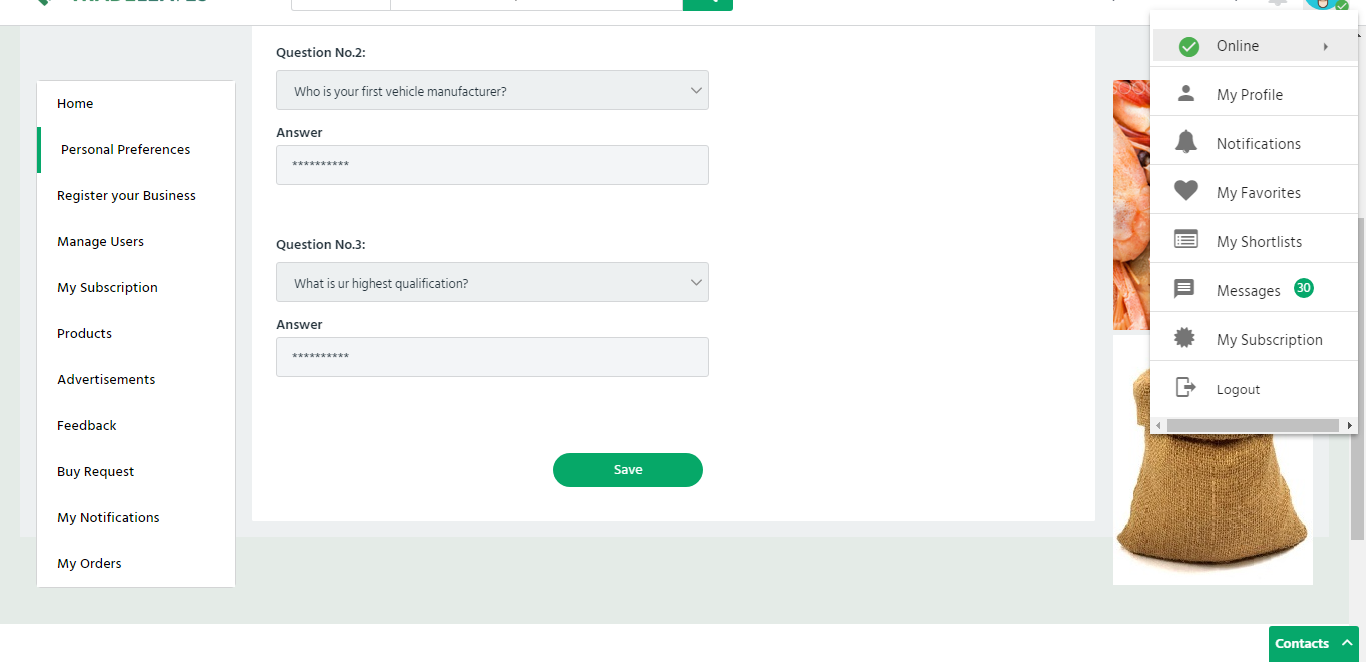 Question No.2:
Who is your first vehicle manufacturer?
Answer
**********
Question No.3:
What is ur highest qualification?
Answer
**********
Save
Home
Personal Preferences
Register your Business
Manage Users
My Subscription
Products
Advertisements
Feedback
Buy Request
My Notifications
My Orders
Online
My Profile
Notifications
My Favorites
My Shortlists
Messages 30
My Subscription
Logout
Contacts